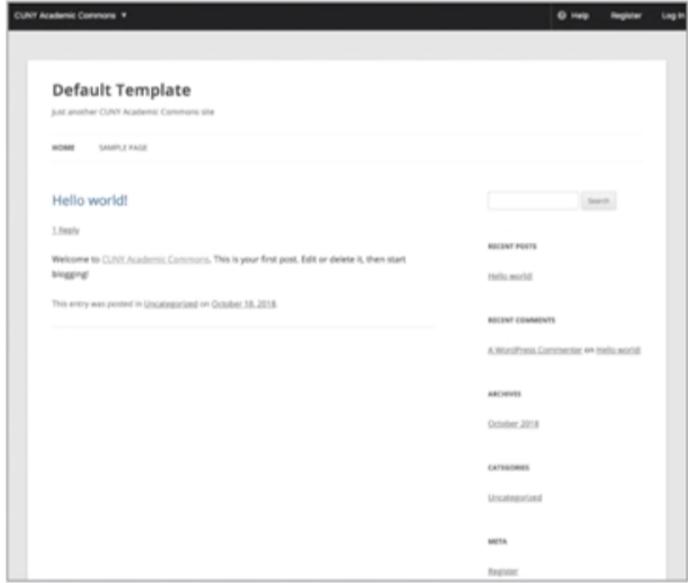 CUNY Academic Commons ▼
Help Register Log In
Default Template
Just another CUNY Academic Commons site
HOME SAMPLE PAGE
Hello world!
1 Reply
Welcome to CUNY Academic Commons. This is your first post. Edit or delete it, then start
blogging!
This entry was posted in Uncategorized on October 18, 2018.
Search
RECENT POSTS
Hello world!
RECENT COMMENTS
A WordPress Commenter on Hello world!
ARCHIVES
October 2018
CATEGORIES
Uncategorized
META
Register